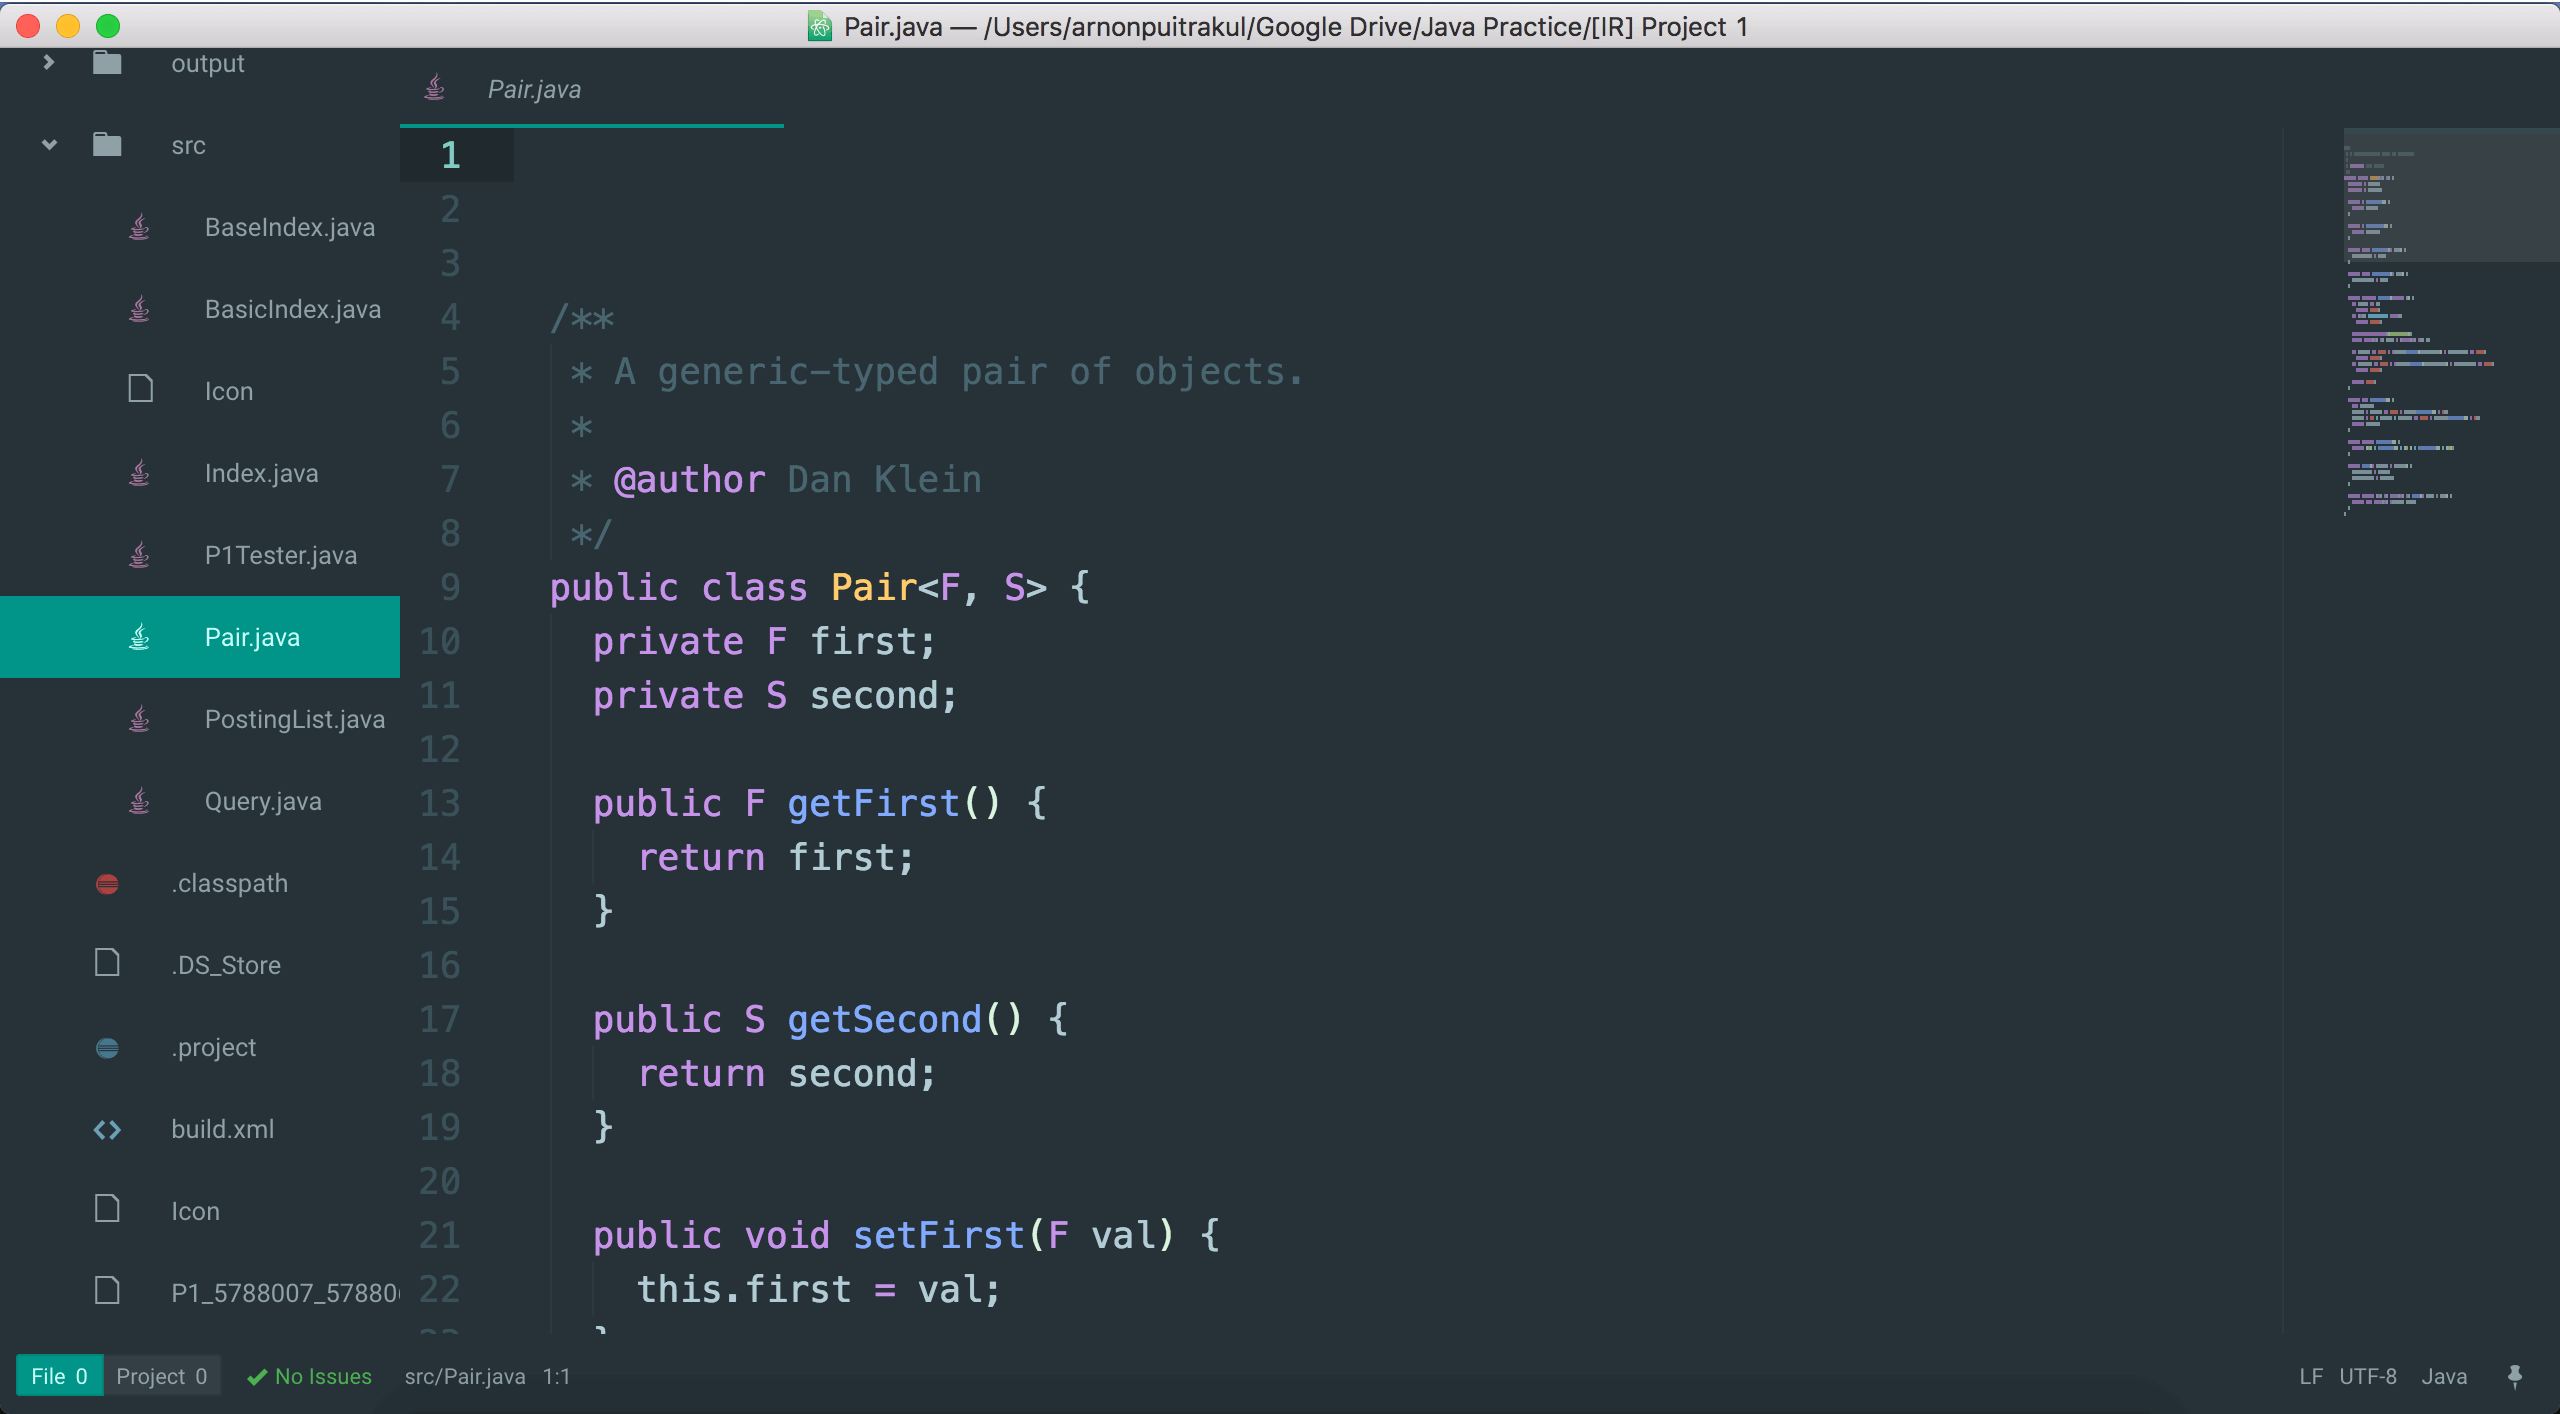 Pair.java — /Users/arnonpuitrakul/Google Drive/Java Practice/[IR] Project 1
output
src
BaseIndex.java
BasicIndex.java
Icon
Index.java
P1Tester.java
Pair.java
PostingList.java
Query.java
.classpath
.DS_Store
.project
build.xml
Icon
P1_5788007_57880
Pair.java
1
2
3
4 /**
5 * A generic-typed pair of objects.
6 *
7 * @author Dan Klein
8 */
9 public class Pair<F, S> {
10 private F first;
11 private S second;
12
13 public F getFirst() {
14 return first;
15 }
16
17 public S getSecond() {
18 return second;
19 }
20
21 public void setFirst(F val) {
22 this.first = val;
23 }
File 0 Project 0 No Issues src/Pair.java 1:1 LF UTF-8 Java